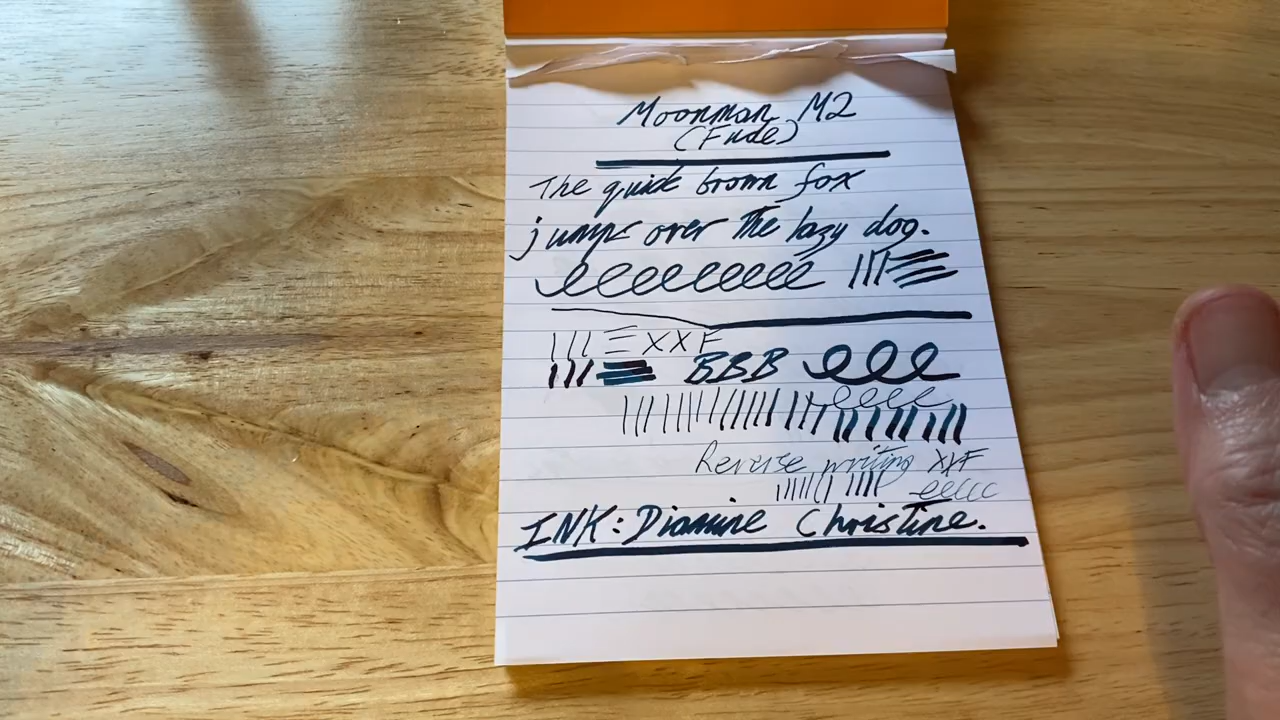 Moonman M2
(Fude)
The quick brown fox
jumps over the lazy dog.
XXF
BBB
Reverse writing XXF
INK: Diamine Christine.